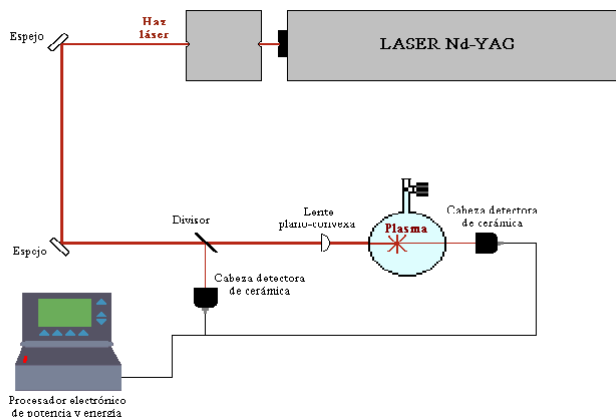 Haz
láser
LASER Nd-YAG
Espejo
Espejo
Divisor
Lente
plano-convexa
Plasma
Cabeza detectora
de cerámica
Cabeza detectora
de cerámica
Procesador electrónico
de potencia y energía